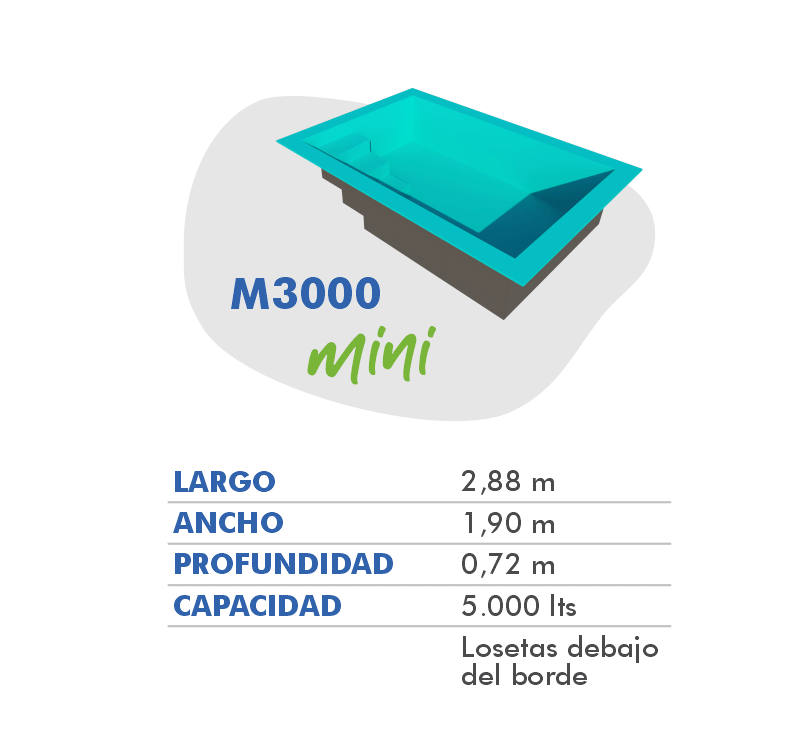 M3000
mini
LARGO 2,88 m
ANCHO 1,90 m
PROFUNDIDAD 0,72 m
CAPACIDAD 5.000 lts
Losetas debajo
del borde